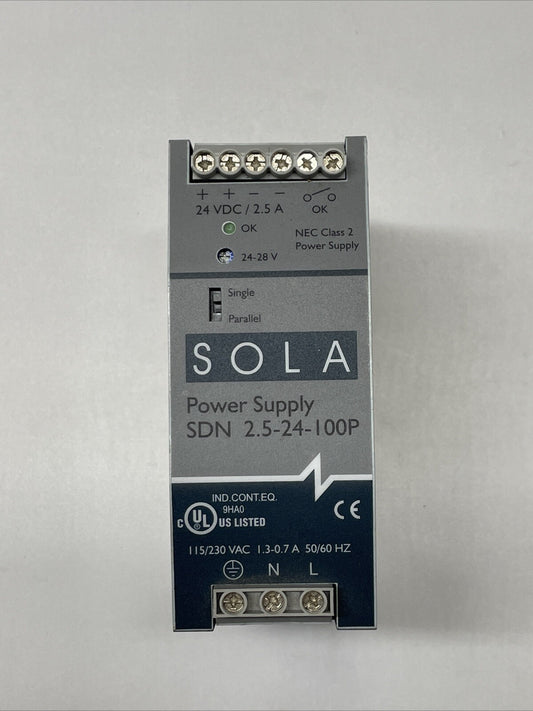 + + − −
24 VDC / 2.5 A OK
OK
NEC Class 2
Power Supply
24-28 V
Single
Parallel
SOLA
Power Supply
SDN 2.5-24-100P
IND.CONT.EQ.
9HA0
C UL US LISTED
CE
115/230 VAC 1.3-0.7 A 50/60 HZ
N L